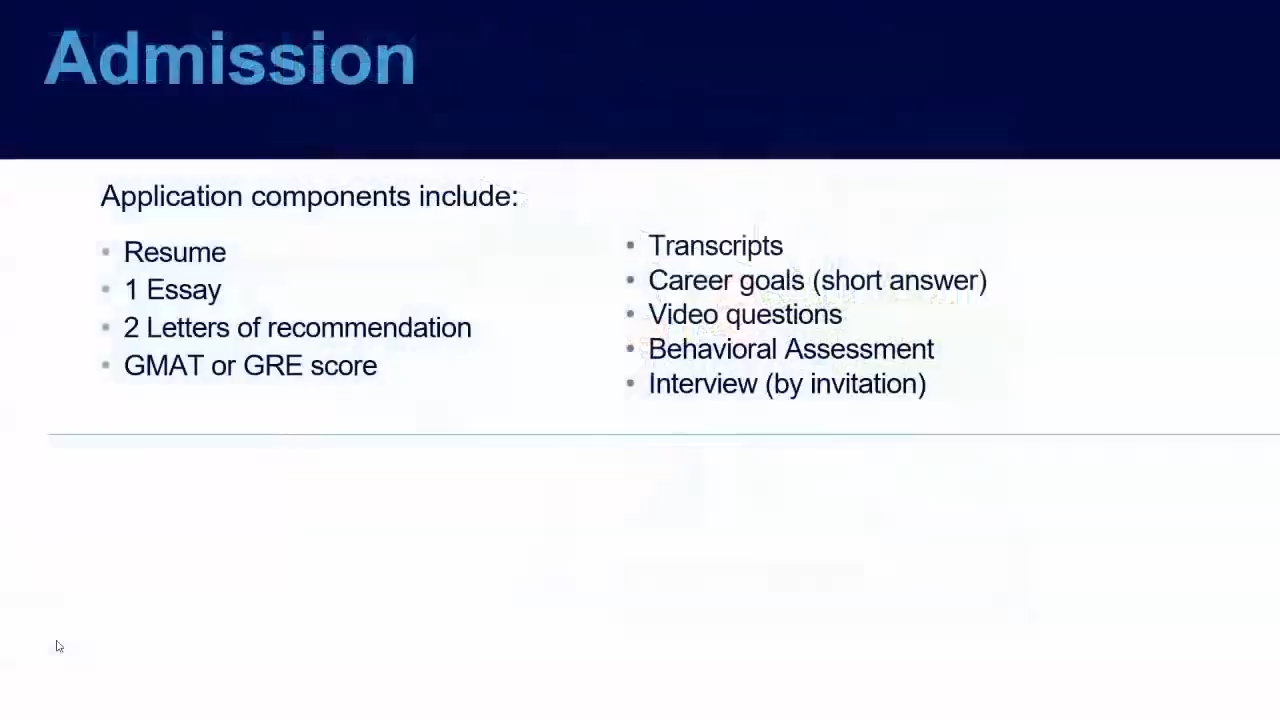 Admission
Application components include:
• Resume
• 1 Essay
• 2 Letters of recommendation
• GMAT or GRE score
• Transcripts
• Career goals (short answer)
• Video questions
• Behavioral Assessment
• Interview (by invitation)